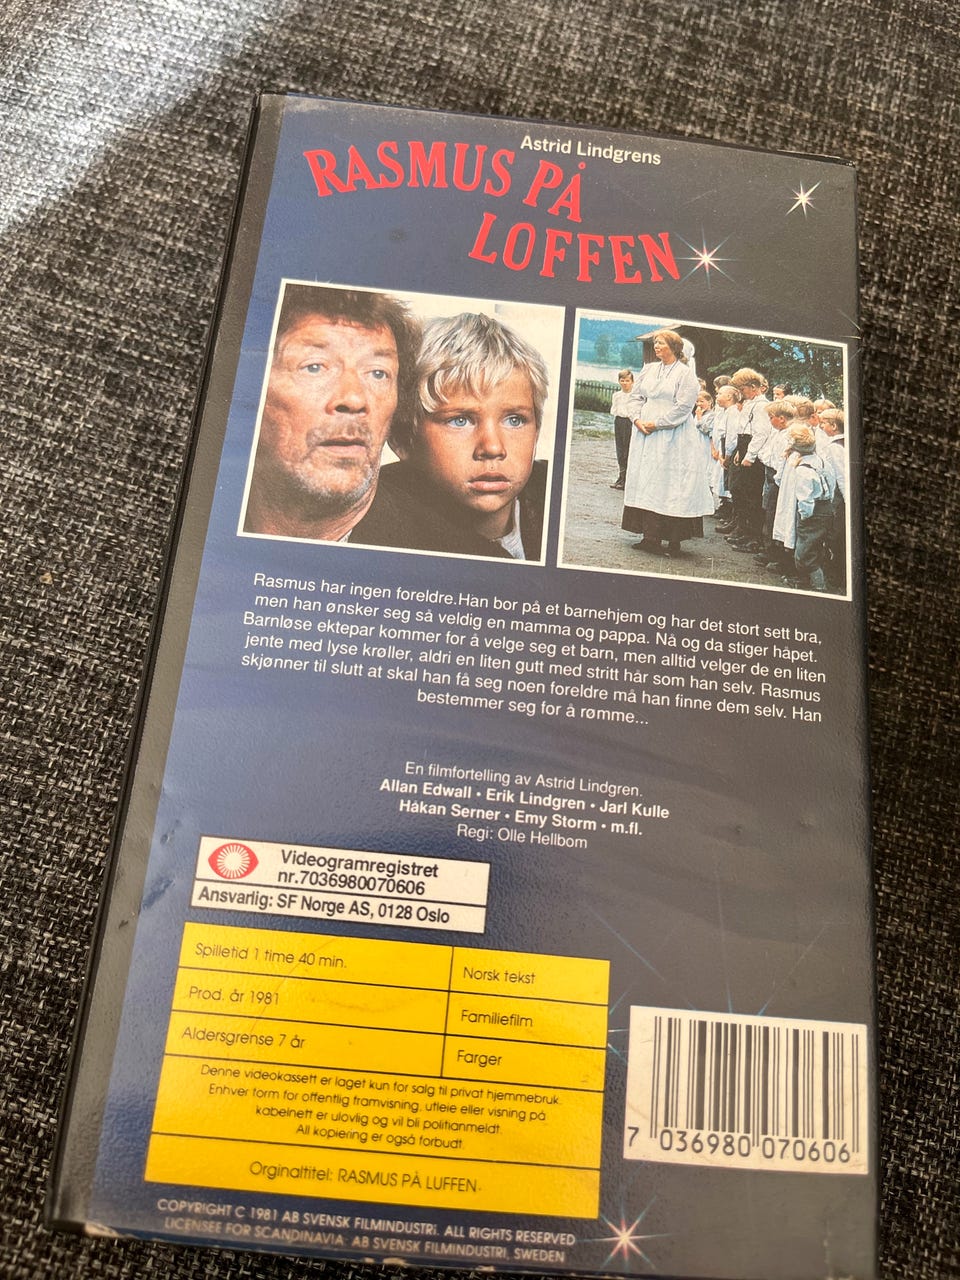 Astrid Lindgrens
RASMUS PÅ
LOFFEN
Rasmus har ingen foreldre.Han bor på et barnehjem og har det stort sett bra,
men han ønsker seg så veldig en mamma og pappa. Nå og da stiger håpet.
Barnløse ektepar kommer for å velge seg et barn, men alltid velger de en liten
jente med lyse krøller, aldri en liten gutt med stritt hår som han selv. Rasmus
skjønner til slutt at skal han få seg noen foreldre må han finne dem selv. Han
bestemmer seg for å rømme...
En filmfortelling av Astrid Lindgren.
Allan Edwall • Erik Lindgren • Jarl Kulle
Håkan Serner • Emy Storm • m.fl.
Regi: Olle Hellbom
Videogramregistret
nr.7036980070606
Ansvarlig: SF Norge AS, 0128 Oslo
Spilletid 1 time 40 min.
Norsk tekst
Prod. år 1981
Familiefilm
Aldersgrense 7 år
Farger
Denne videokassett er laget kun for salg til privat hjemmebruk.
Enhver form for offentlig framvisning, utleie eller visning på
kabelnett er ulovlig og vil bli politianmeldt.
All kopiering er også forbudt.
Orginaltitel: RASMUS PÅ LUFFEN
7 036980 070606
COPYRIGHT C 1981 AB SVENSK FILMINDUSTRI. ALL RIGHTS RESERVED
LICENSEE FOR SCANDINAVIA: AB SVENSK FILMINDUSTRI, SWEDEN